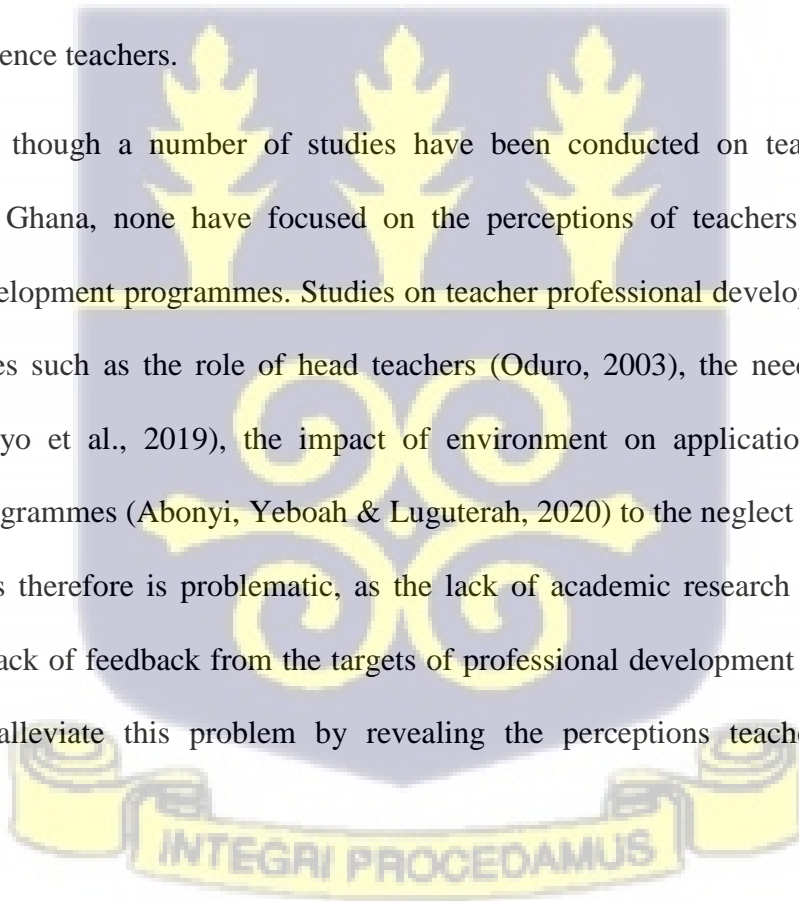 ence teachers.
though a number of studies have been conducted on tea
Ghana, none have focused on the perceptions of teachers
elopment programmes. Studies on teacher professional develop
es such as the role of head teachers (Oduro, 2003), the need
yo et al., 2019), the impact of environment on applicatio
grammes (Abonyi, Yeboah & Luguterah, 2020) to the neglect
s therefore is problematic, as the lack of academic research
ack of feedback from the targets of professional development
alleviate this problem by revealing the perceptions teach
INTEGRI PROCEDAMUS